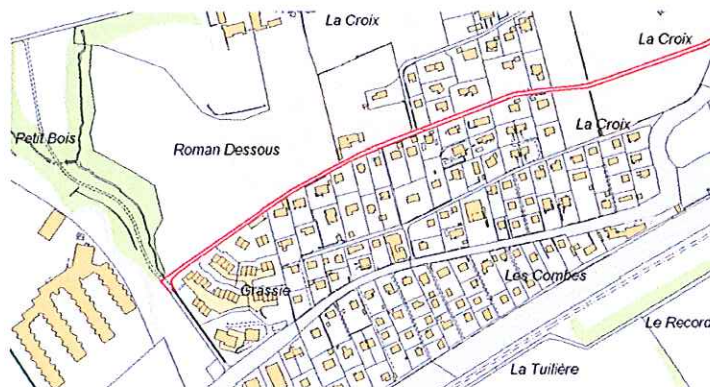 La Croix
La Croix
La Croix
Petit Bois
Roman Dessous
Grassie
Les Combes
Le Record
La Tuilière